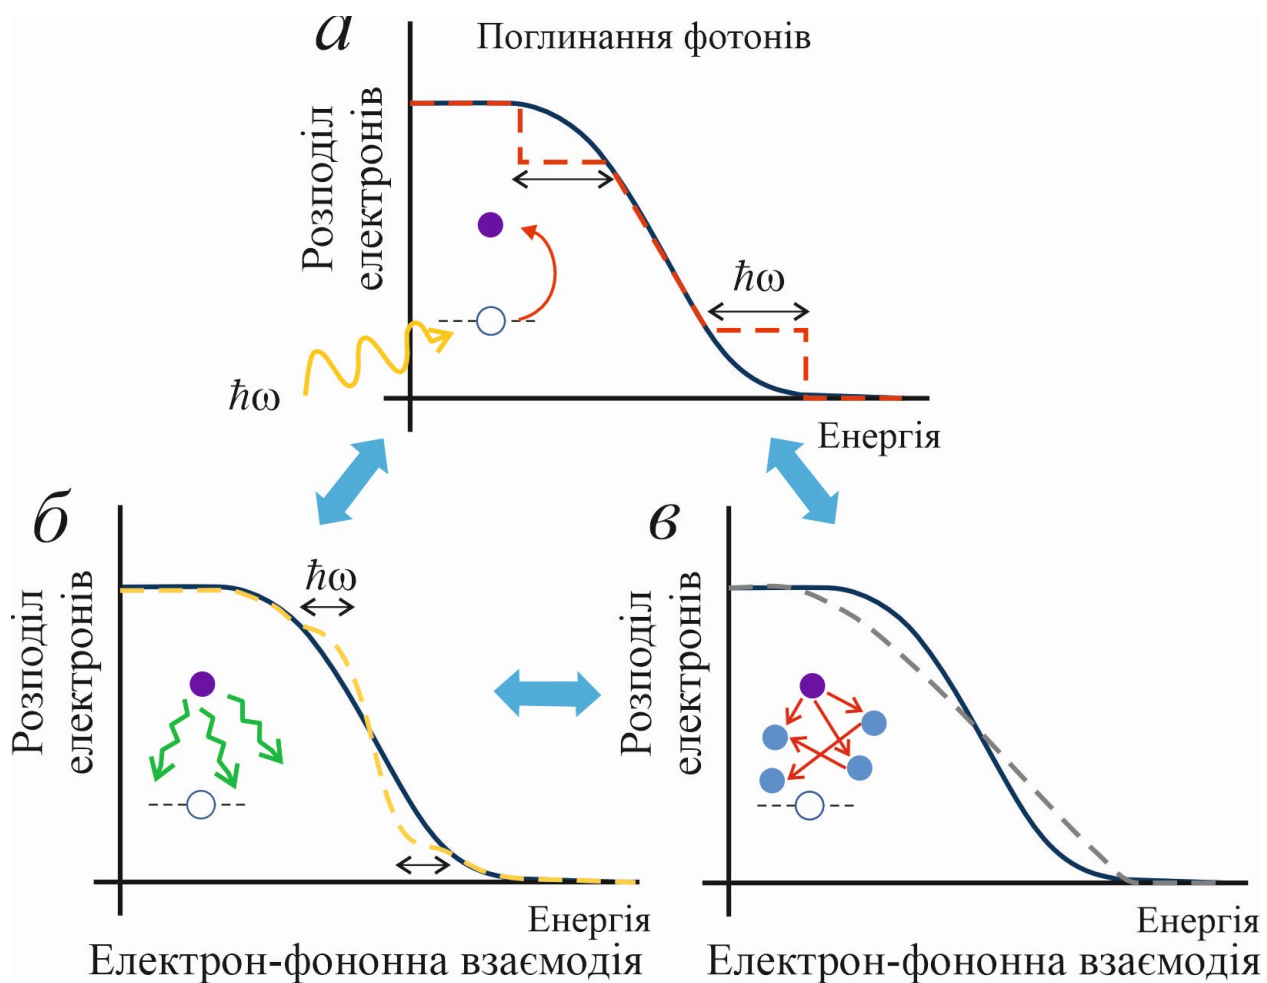 а
Поглинання фотонів
Розподіл
електронів
ħω
ħω
Енергія
б
Розподіл
електронів
ħω
Енергія
Електрон-фононна взаємодія
в
Розподіл
електронів
Енергія
Електрон-фононна взаємодія